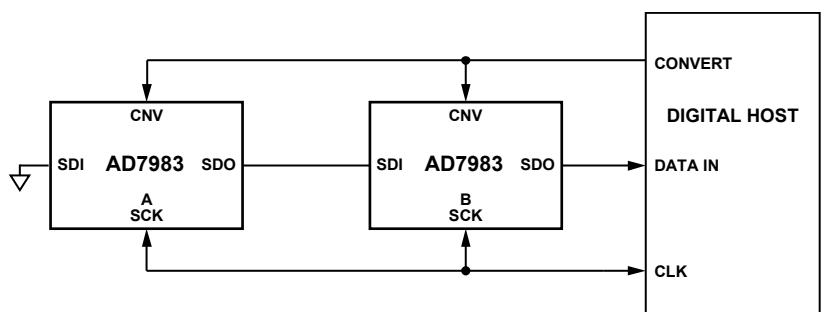 CONVERT
CNV
CNV
DIGITAL HOST
SDI AD7983 SDO
SDI AD7983 SDO
DATA IN
A
SCK
B
SCK
CLK